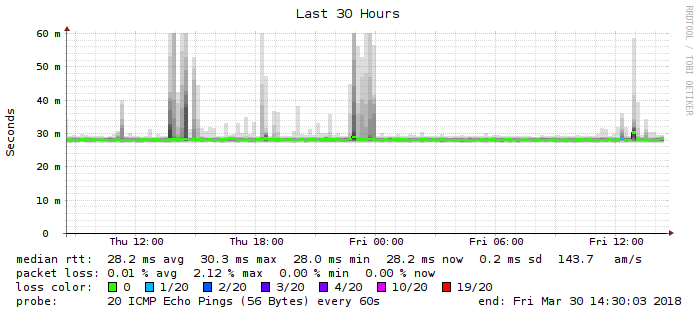 Last 30 Hours
RRDTOOL / TOBI OETIKER
Seconds
60 m
50 m
40 m
30 m
20 m
10 m
0
Thu 12:00 Thu 18:00 Fri 00:00 Fri 06:00 Fri 12:00
median rtt: 28.2 ms avg 30.3 ms max 28.0 ms min 28.2 ms now 0.2 ms sd 143.7 am/s
packet loss: 0.01 % avg 2.12 % max 0.00 % min 0.00 % now
loss color: 0 1/20 2/20 3/20 4/20 10/20 19/20
probe: 20 ICMP Echo Pings (56 Bytes) every 60s end: Fri Mar 30 14:30:03 2018